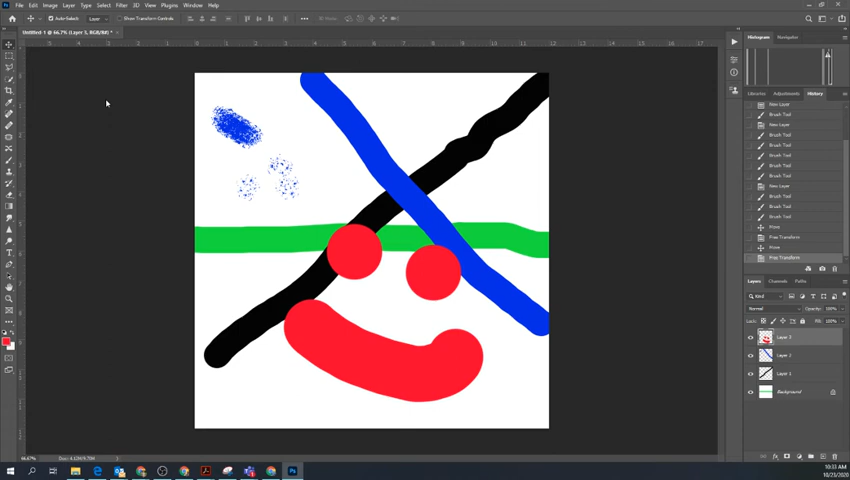 File Edit Image Layer Type Select Filter 3D View Plugins Window Help
Auto-Select: Layer Show Transform Controls
Untitled-1 @ 66.7% (Layer 3, RGB/8#) *
Histogram Navigator
Libraries Adjustments History
New Layer
Brush Tool
New Layer
Brush Tool
Brush Tool
Brush Tool
Brush Tool
New Layer
Brush Tool
Brush Tool
Brush Tool
Move
Free Transform
Move
Free Transform
Layers Channels Paths
Kind
Normal Opacity: 100%
Lock: Fill: 100%
Layer 3
Layer 2
Layer 1
Background
66.67%
10:33 AM
10/23/2020